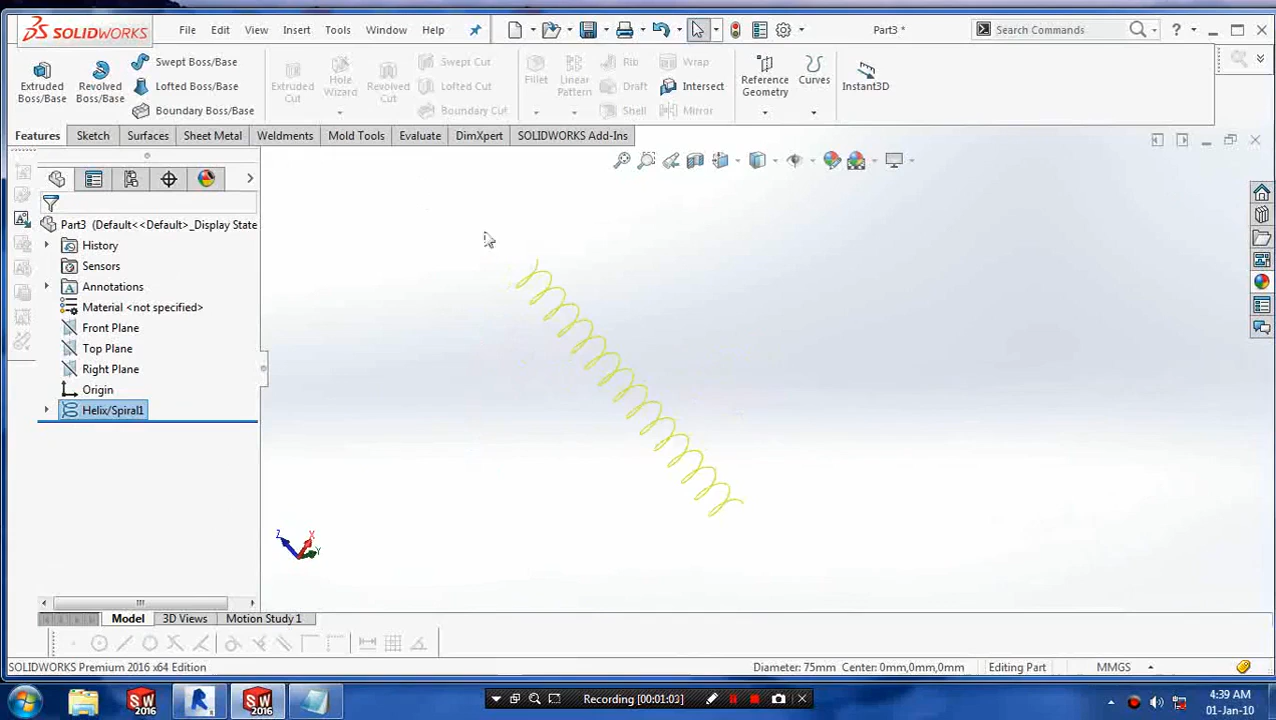 SOLIDWORKS File Edit View Insert Tools Window Help Part3 * Search Commands ?
Extruded Boss/Base
Revolved Boss/Base
Swept Boss/Base
Lofted Boss/Base
Boundary Boss/Base
Extruded Cut
Hole Wizard
Revolved Cut
Swept Cut
Lofted Cut
Boundary Cut
Fillet
Linear Pattern
Rib
Draft
Shell
Wrap
Intersect
Mirror
Reference Geometry
Curves
Instant3D
Features Sketch Surfaces Sheet Metal Weldments Mold Tools Evaluate DimXpert SOLIDWORKS Add-Ins
Part3 (Default<<Default>_Display State
History
Sensors
Annotations
Material <not specified>
Front Plane
Top Plane
Right Plane
Origin
Helix/Spiral1
Z X Y
Model 3D Views Motion Study 1
SOLIDWORKS Premium 2016 x64 Edition Diameter: 75mm Center: 0mm,0mm,0mm Editing Part MMGS
SW 2016 R SW 2016 Recording [00:01:03] 4:39 AM
01-Jan-10